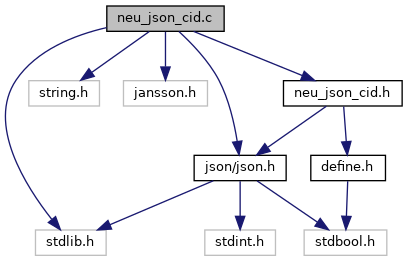 neu_json_cid.c
string.h
jansson.h
neu_json_cid.h
json/json.h
define.h
stdlib.h
stdint.h
stdbool.h